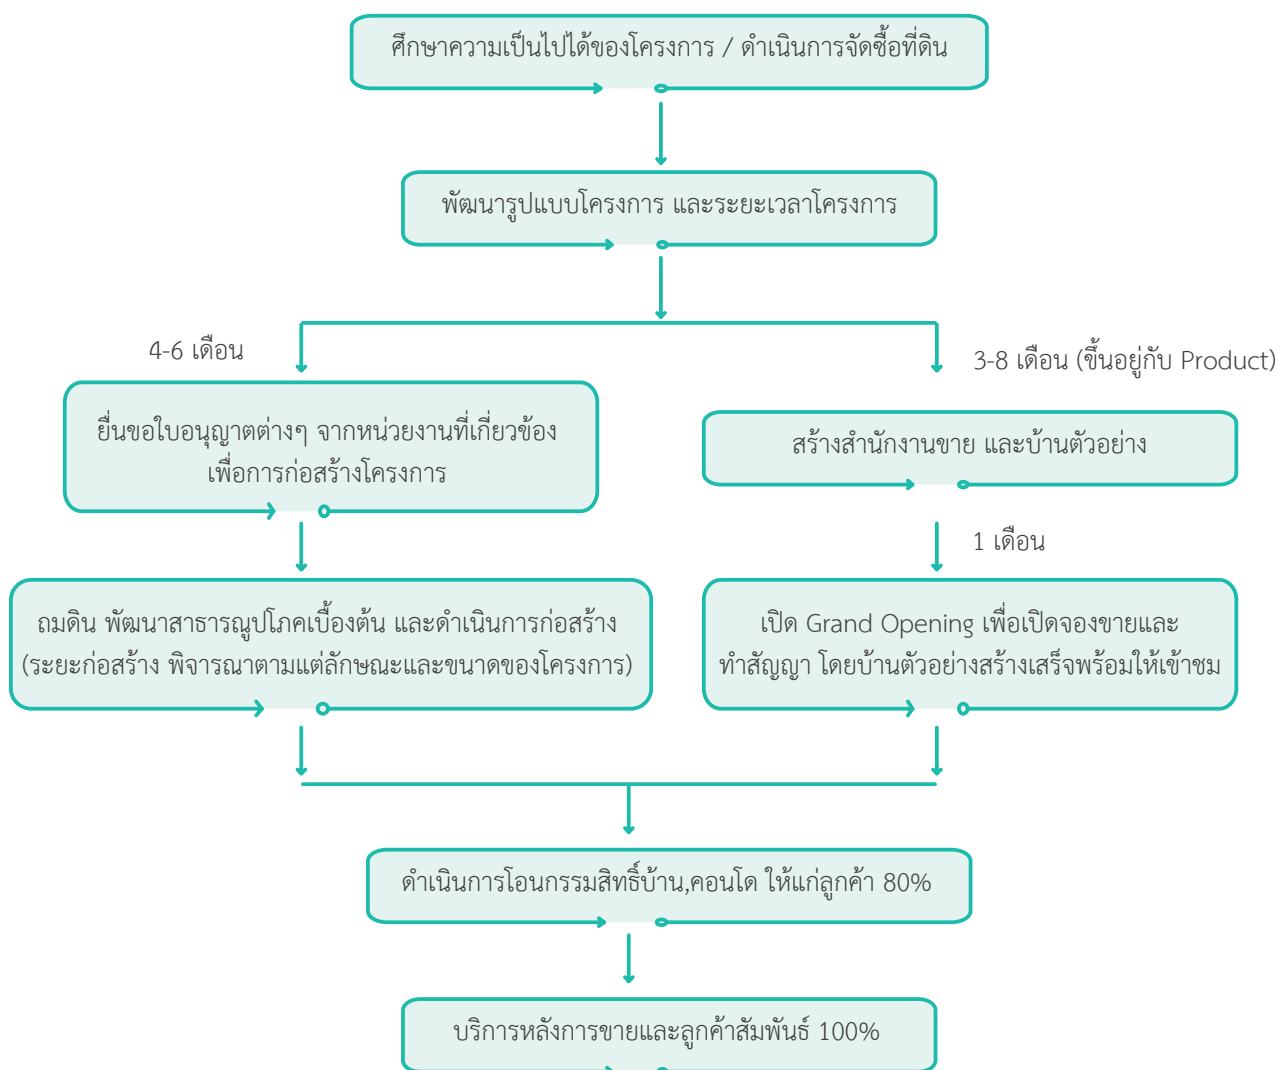 ศึกษาความเป็นไปได้ของโครงการ / ดำเนินการจัดซื้อที่ดิน
พัฒนารูปแบบโครงการ และระยะเวลาโครงการ
4-6 เดือน
3-8 เดือน (ขึ้นอยู่กับ Product)
ยื่นขอใบอนุญาตต่างๆ จากหน่วยงานที่เกี่ยวข้อง
เพื่อการก่อสร้างโครงการ
สร้างสำนักงานขาย และบ้านตัวอย่าง
1 เดือน
ถมดิน พัฒนาสาธารณูปโภคเบื้องต้น และดำเนินการก่อสร้าง
(ระยะก่อสร้าง พิจารณาตามแต่ลักษณะและขนาดของโครงการ)
เปิด Grand Opening เพื่อเปิดจองขายและ
ทำสัญญา โดยบ้านตัวอย่างสร้างเสร็จพร้อมให้เข้าชม
ดำเนินการโอนกรรมสิทธิ์บ้าน,คอนโด ให้แก่ลูกค้า 80%
บริการหลังการขายและลูกค้าสัมพันธ์ 100%